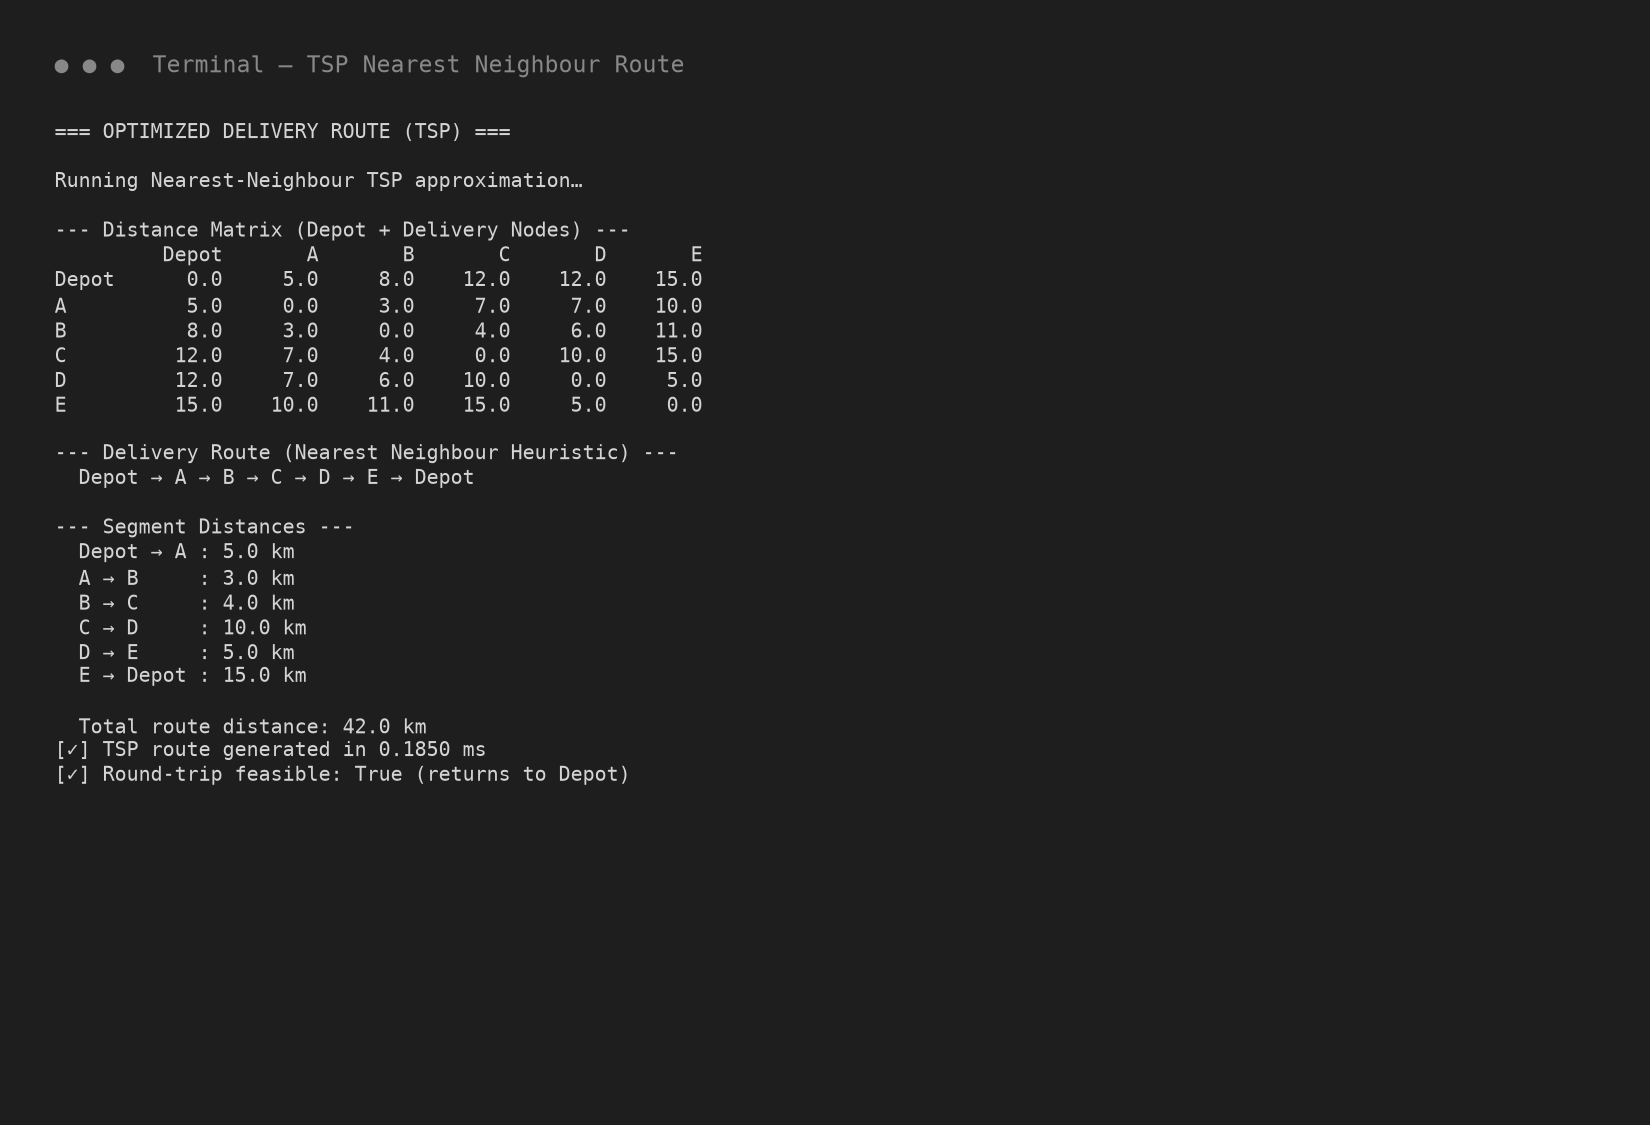 ● ● ●  Terminal — TSP Nearest Neighbour Route
=== OPTIMIZED DELIVERY ROUTE (TSP) ===
Running Nearest-Neighbour TSP approximation…
--- Distance Matrix (Depot + Delivery Nodes) ---
         Depot       A       B       C       D       E
Depot      0.0     5.0     8.0    12.0    12.0    15.0
A          5.0     0.0     3.0     7.0     7.0    10.0
B          8.0     3.0     0.0     4.0     6.0    11.0
C         12.0     7.0     4.0     0.0    10.0    15.0
D         12.0     7.0     6.0    10.0     0.0     5.0
E         15.0    10.0    11.0    15.0     5.0     0.0
--- Delivery Route (Nearest Neighbour Heuristic) ---
  Depot → A → B → C → D → E → Depot
--- Segment Distances ---
  Depot → A : 5.0 km
  A → B     : 3.0 km
  B → C     : 4.0 km
  C → D     : 10.0 km
  D → E     : 5.0 km
  E → Depot : 15.0 km
  Total route distance: 42.0 km
[✓] TSP route generated in 0.1850 ms
[✓] Round-trip feasible: True (returns to Depot)